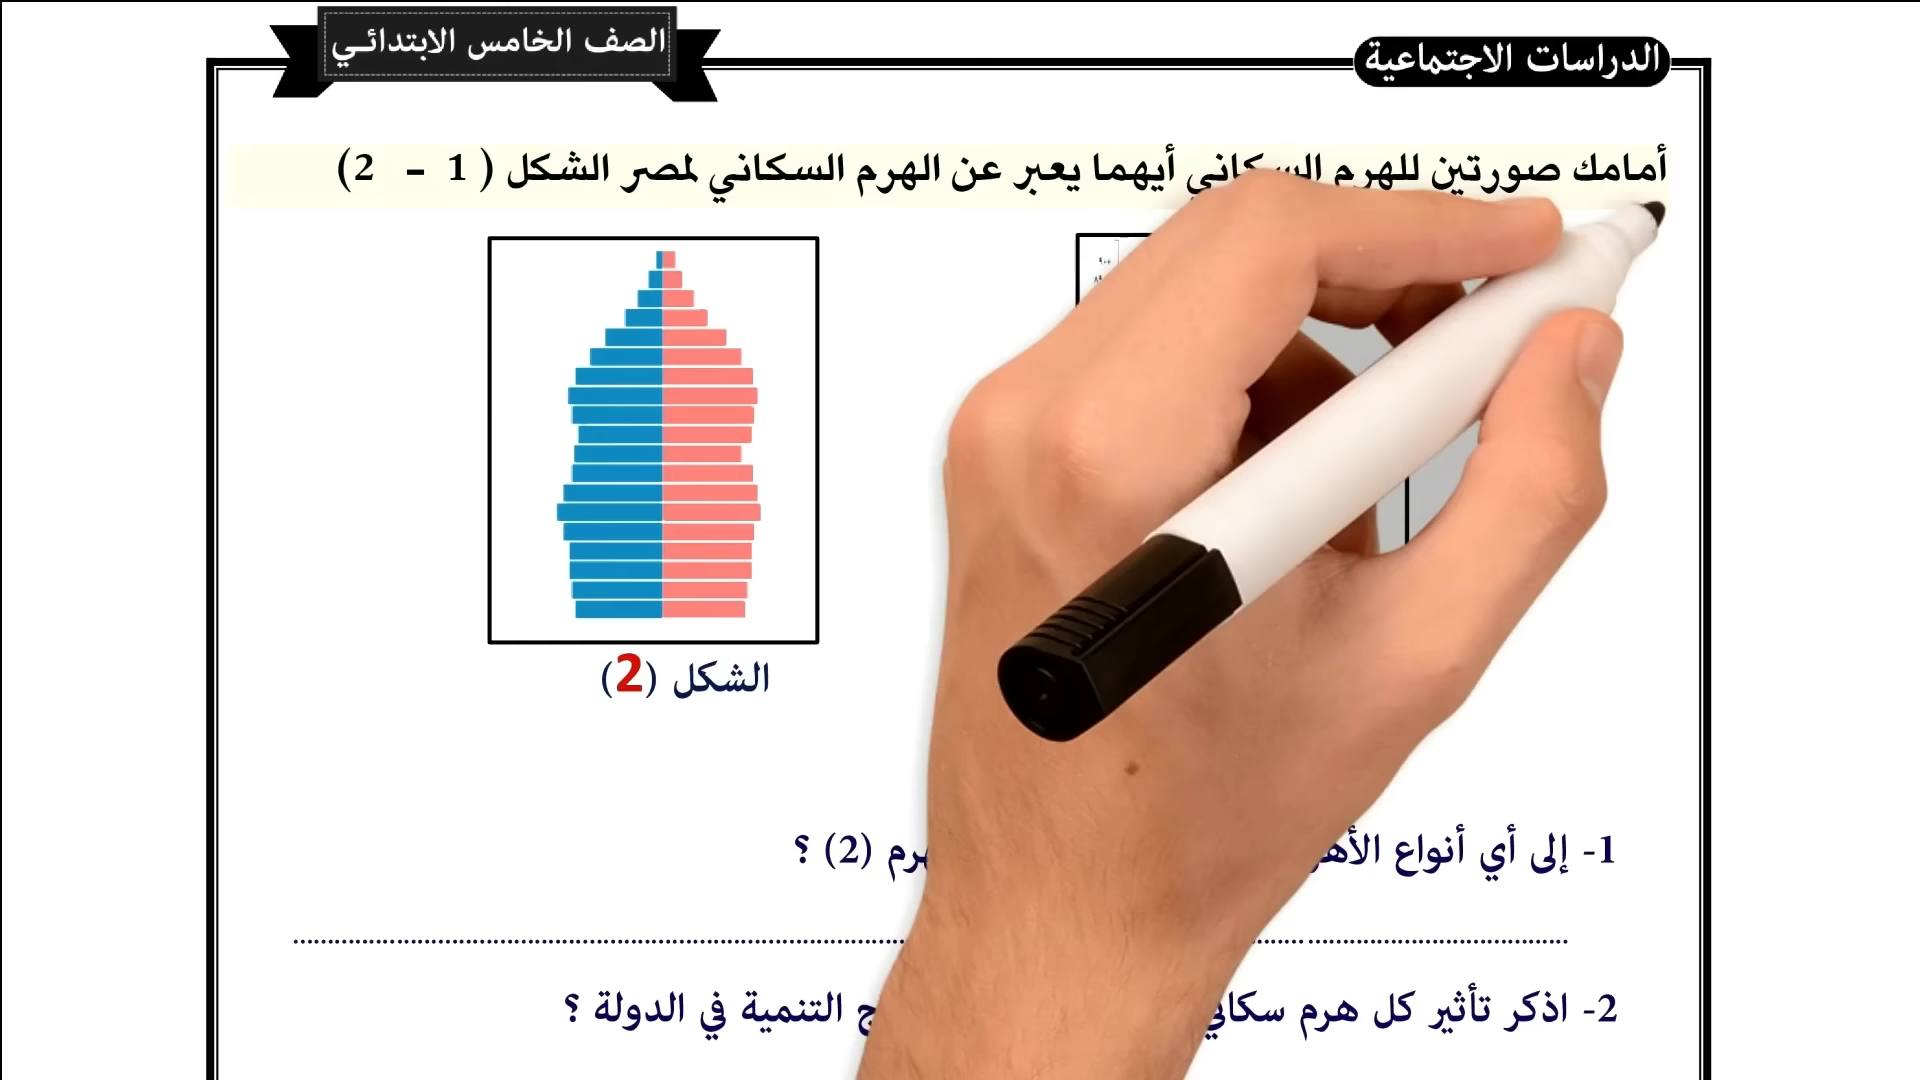 الدراسات الاجتماعية
الصف الخامس الابتدائي
أمامك صورتين للهرم السكاني أيهما يعبر عن الهرم السكاني لمصر الشكل ( 1 - 2)
الشكل (2)
1- إلى أي أنواع (2) ؟
2- اذكر تأثير كل هرم التنمية في الدولة ؟